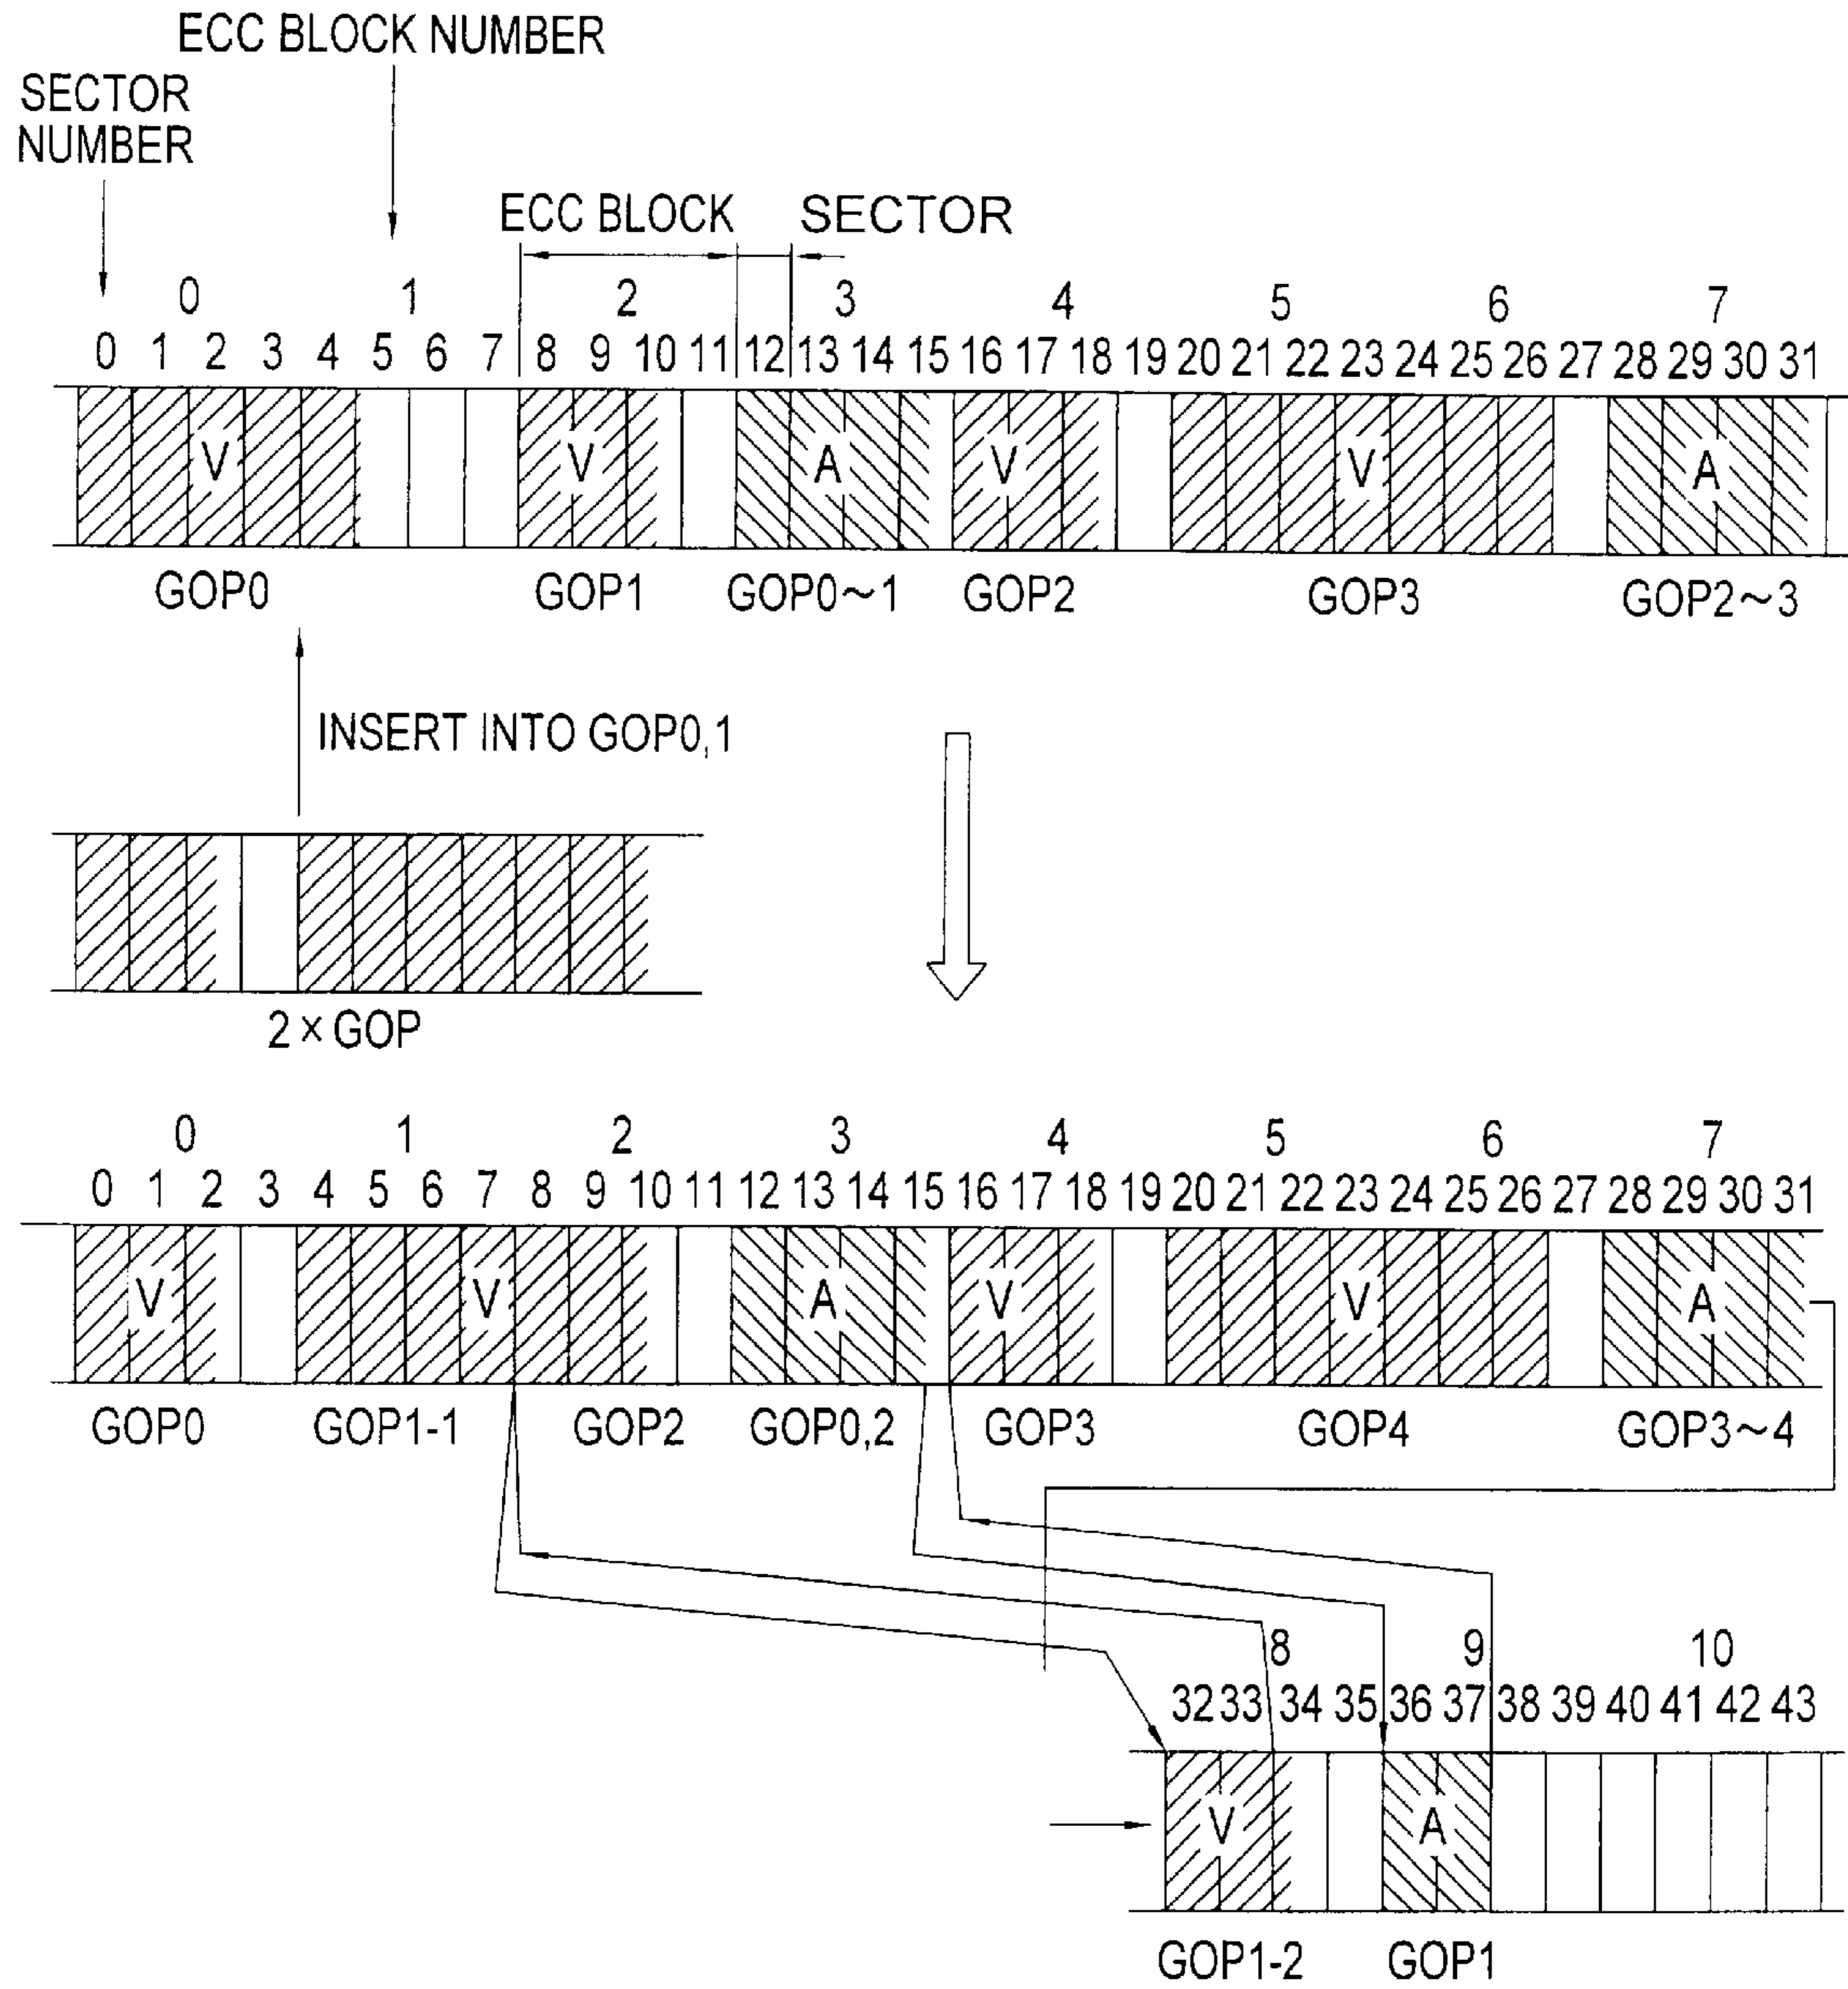 ECC BLOCK NUMBER
SECTOR
NUMBER
ECC BLOCK SECTOR
0 1 2 3 4 5 6 7
0 1 2 3 4 5 6 7 8 9 10 11 12 13 14 15 16 17 18 19 20 21 22 23 24 25 26 27 28 29 30 31
V V A V V A
GOP0 GOP1 GOP0~1 GOP2 GOP3 GOP2~3
INSERT INTO GOP0,1
2 × GOP
0 1 2 3 4 5 6 7
0 1 2 3 4 5 6 7 8 9 10 11 12 13 14 15 16 17 18 19 20 21 22 23 24 25 26 27 28 29 30 31
V V A V V A
GOP0 GOP1-1 GOP2 GOP0,2 GOP3 GOP4 GOP3~4
8 9 10
32 33 34 35 36 37 38 39 40 41 42 43
V A
GOP1-2 GOP1